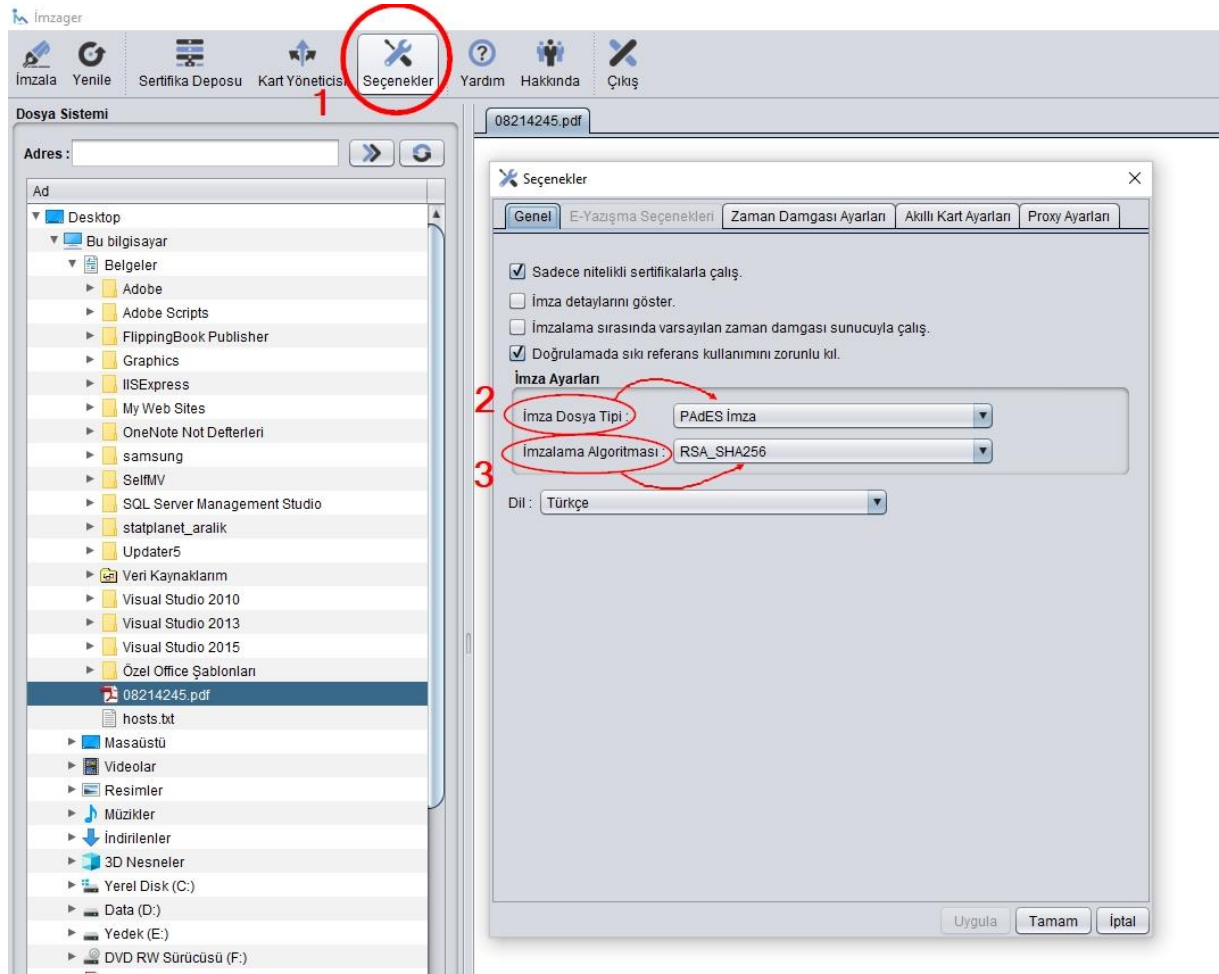 İmzager
İmzala Yenile Sertifika Deposu Kart Yöneticisi Seçenekler Yardım Hakkında Çıkış
1
Dosya Sistemi
Adres :
Ad
Desktop
Bu bilgisayar
Belgeler
Adobe
Adobe Scripts
FlippingBook Publisher
Graphics
IISExpress
My Web Sites
OneNote Not Defterleri
samsung
SelfMV
SQL Server Management Studio
statplanet_aralik
Updater5
Veri Kaynaklarım
Visual Studio 2010
Visual Studio 2013
Visual Studio 2015
Özel Office Şablonları
08214245.pdf
hosts.txt
Masaüstü
Videolar
Resimler
Müzikler
İndirilenler
3D Nesneler
Yerel Disk (C:)
Data (D:)
Yedek (E:)
DVD RW Sürücüsü (F:)
08214245.pdf
Seçenekler
Genel E-Yazışma Seçenekleri Zaman Damgası Ayarları Akıllı Kart Ayarları Proxy Ayarları
Sadece nitelikli sertifikalarla çalış.
İmza detaylarını göster.
İmzalama sırasında varsayılan zaman damgası sunucuyla çalış.
Doğrulamada sıkı referans kullanımını zorunlu kıl.
İmza Ayarları
2 İmza Dosya Tipi : PAdES İmza
3 İmzalama Algoritması : RSA_SHA256
Dil : Türkçe
Uygula Tamam İptal